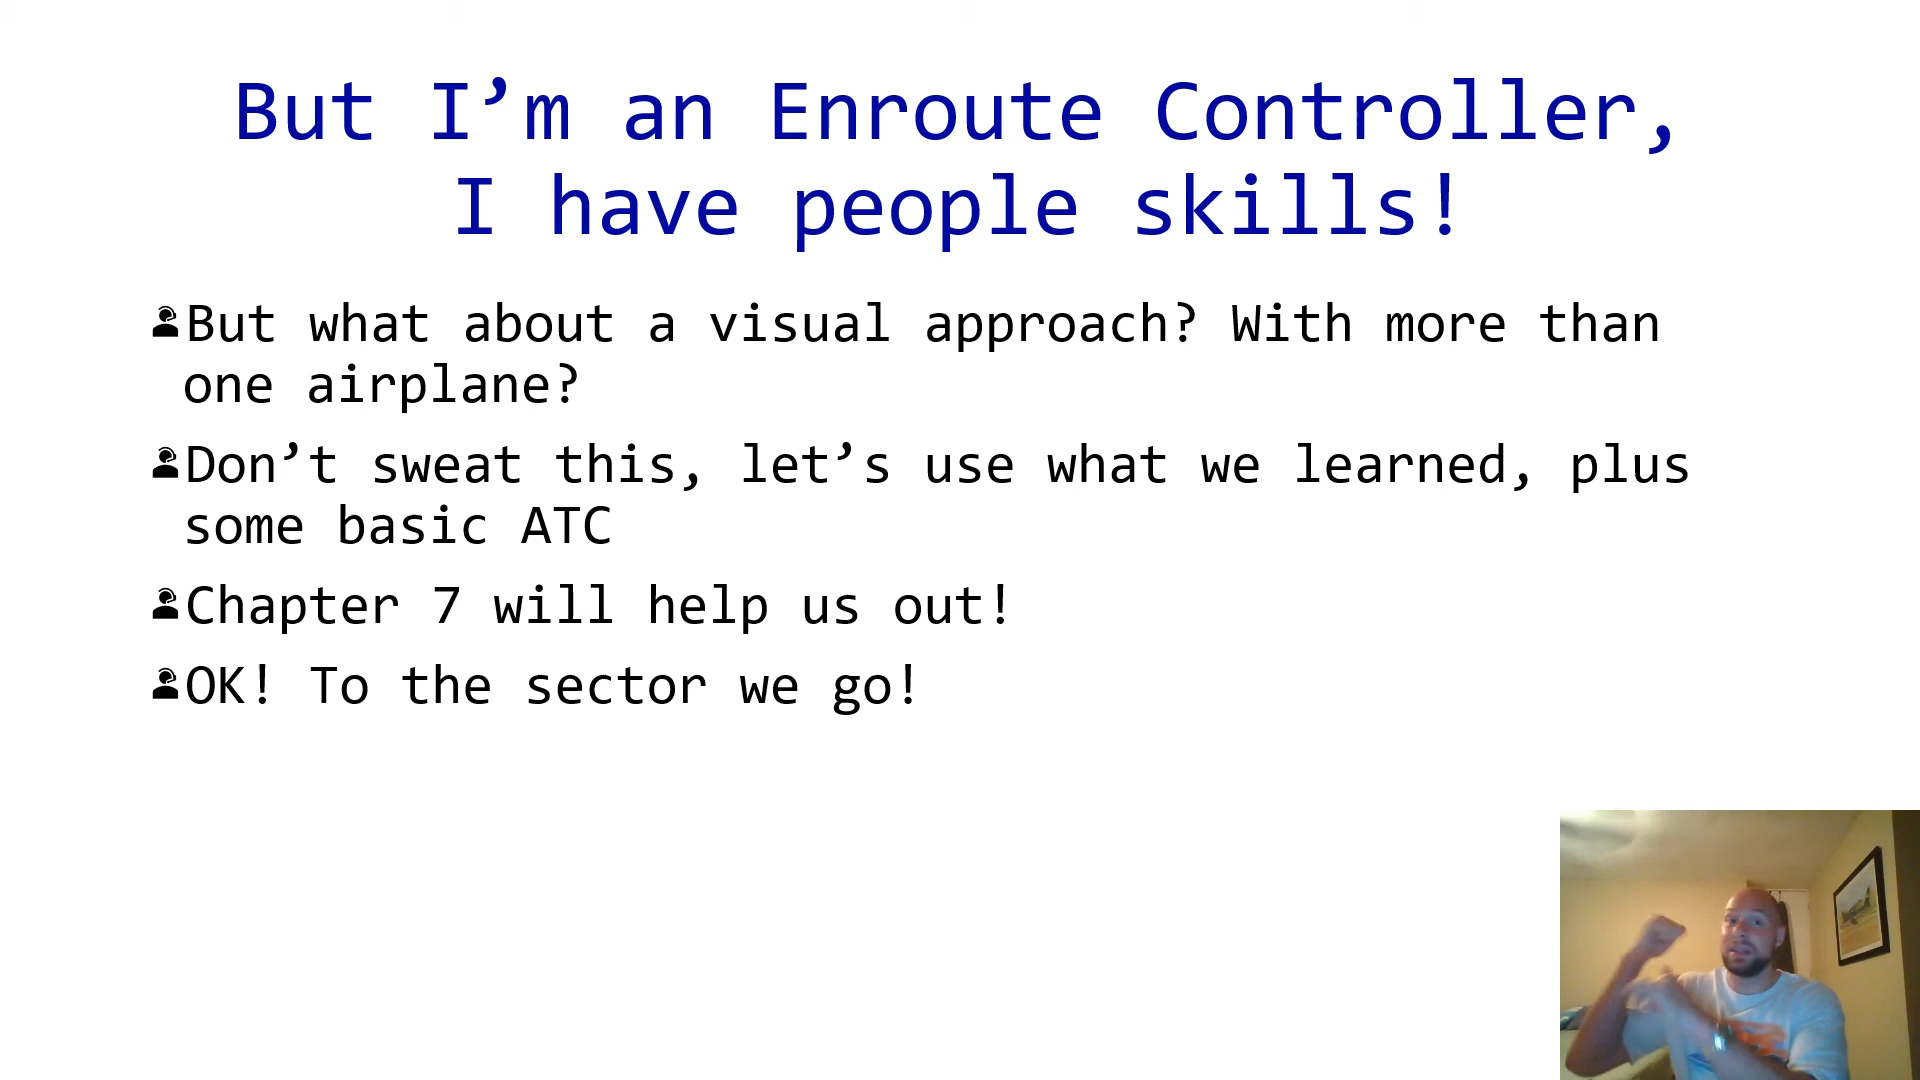 But I’m an Enroute Controller,
I have people skills!
But what about a visual approach? With more than
one airplane?
Don’t sweat this, let’s use what we learned, plus
some basic ATC
Chapter 7 will help us out!
OK! To the sector we go!